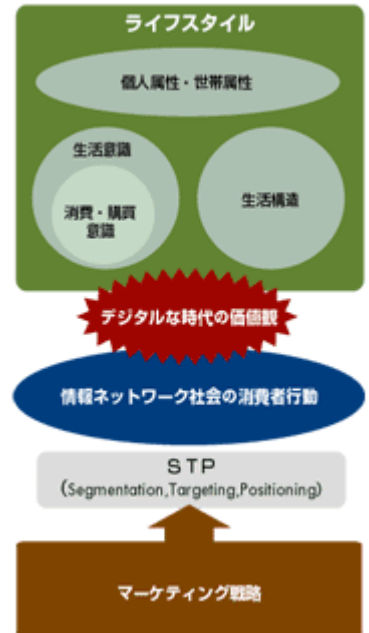 ライフスタイル
個人属性・世帯属性
生活意識
消費・購買
意識
生活構造
デジタルな時代の価値観
情報ネットワーク社会の消費者行動
STP
(Segmentation,Targeting,Positioning)
マーケティング戦略